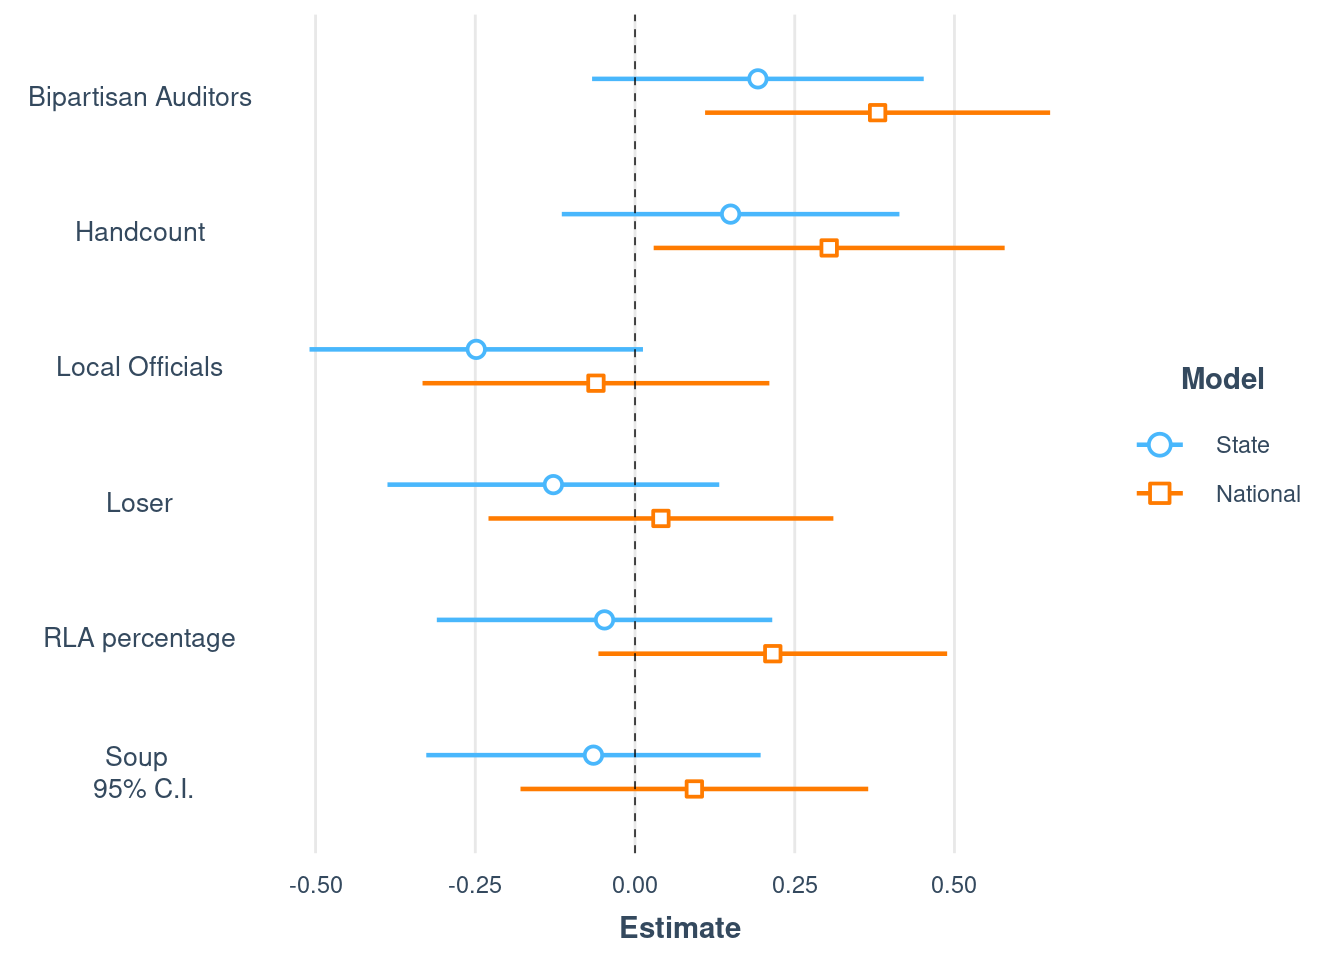 Bipartisan Auditors
Handcount
Local Officials
Loser
RLA percentage
Soup
95% C.I.
-0.50
-0.25
0.00
0.25
0.50
Estimate
Model
State
National